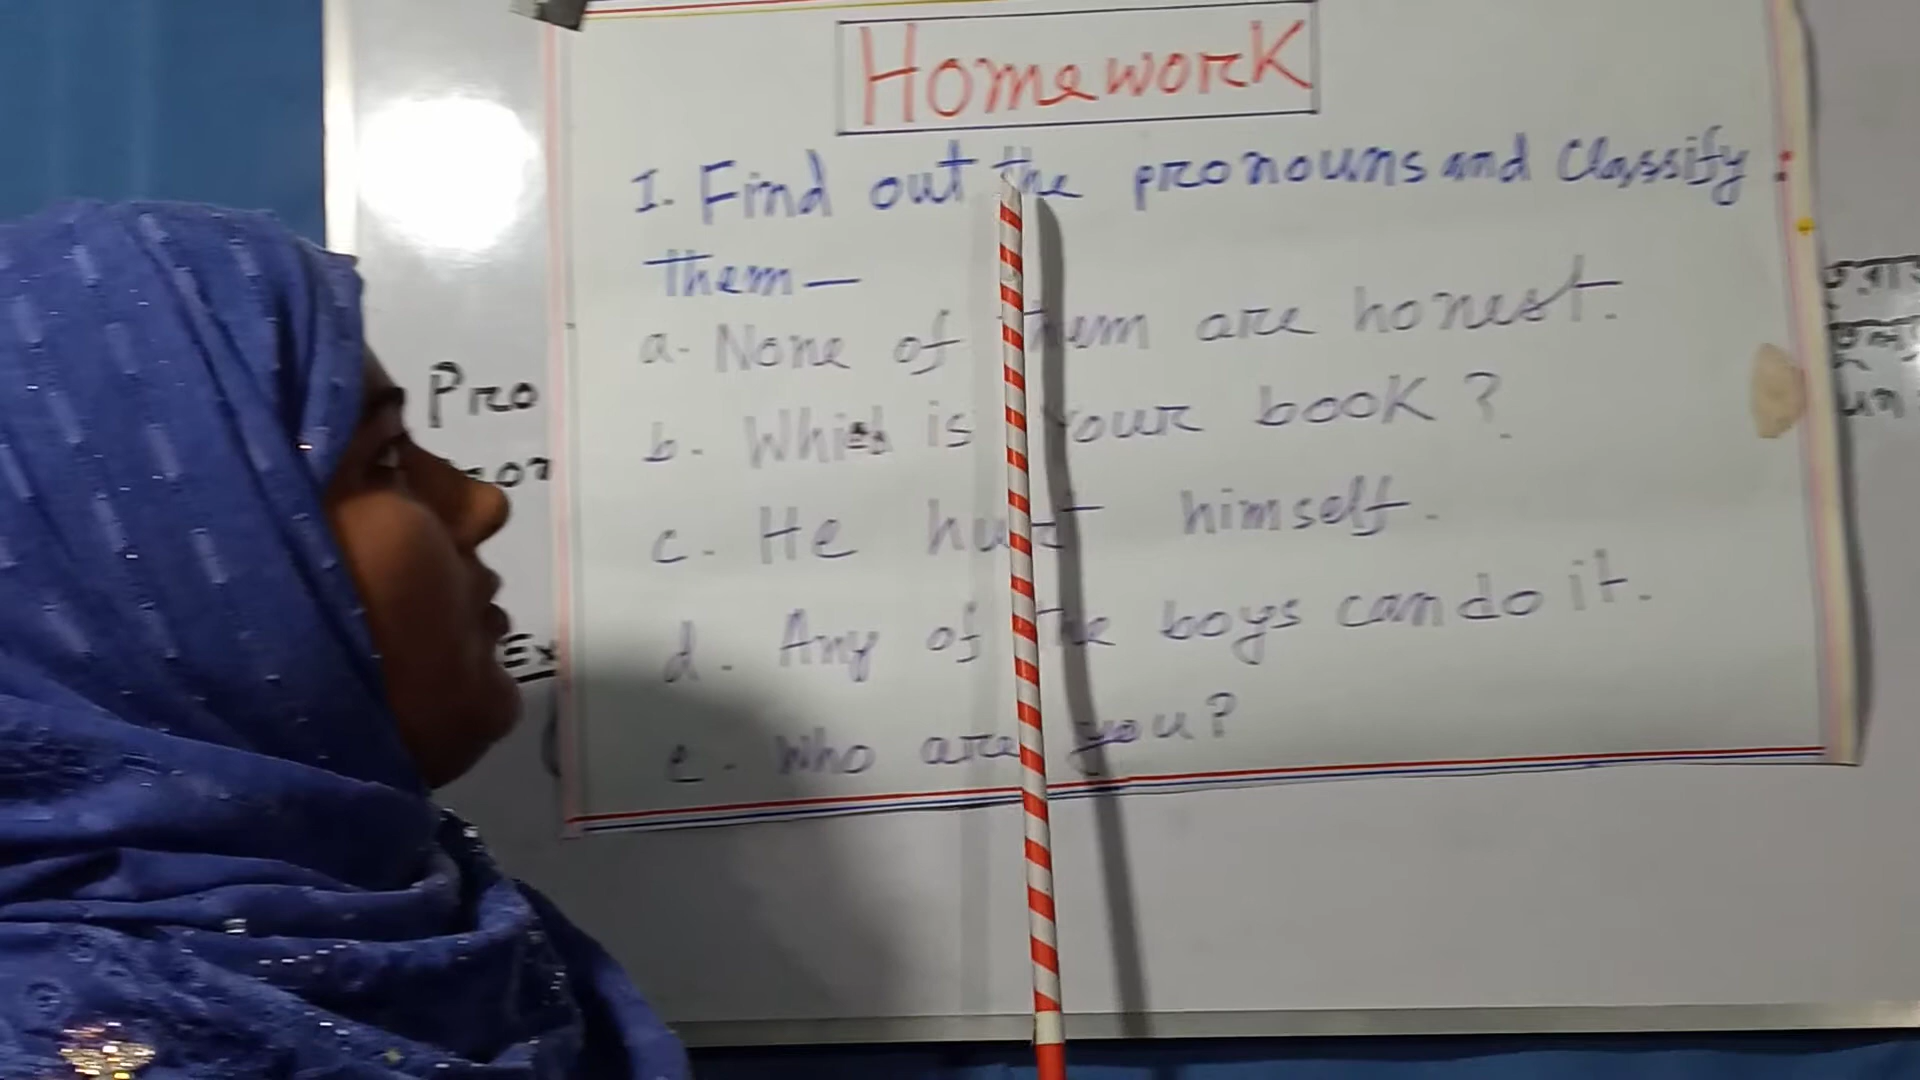 Homework
I. Find out the pronouns and Classify :
them —
a. None of them are honest.
b. Which is your book ?
c. He hurt himself.
d. Any of the boys can do it.
e. Who are you?
Pro
Ex